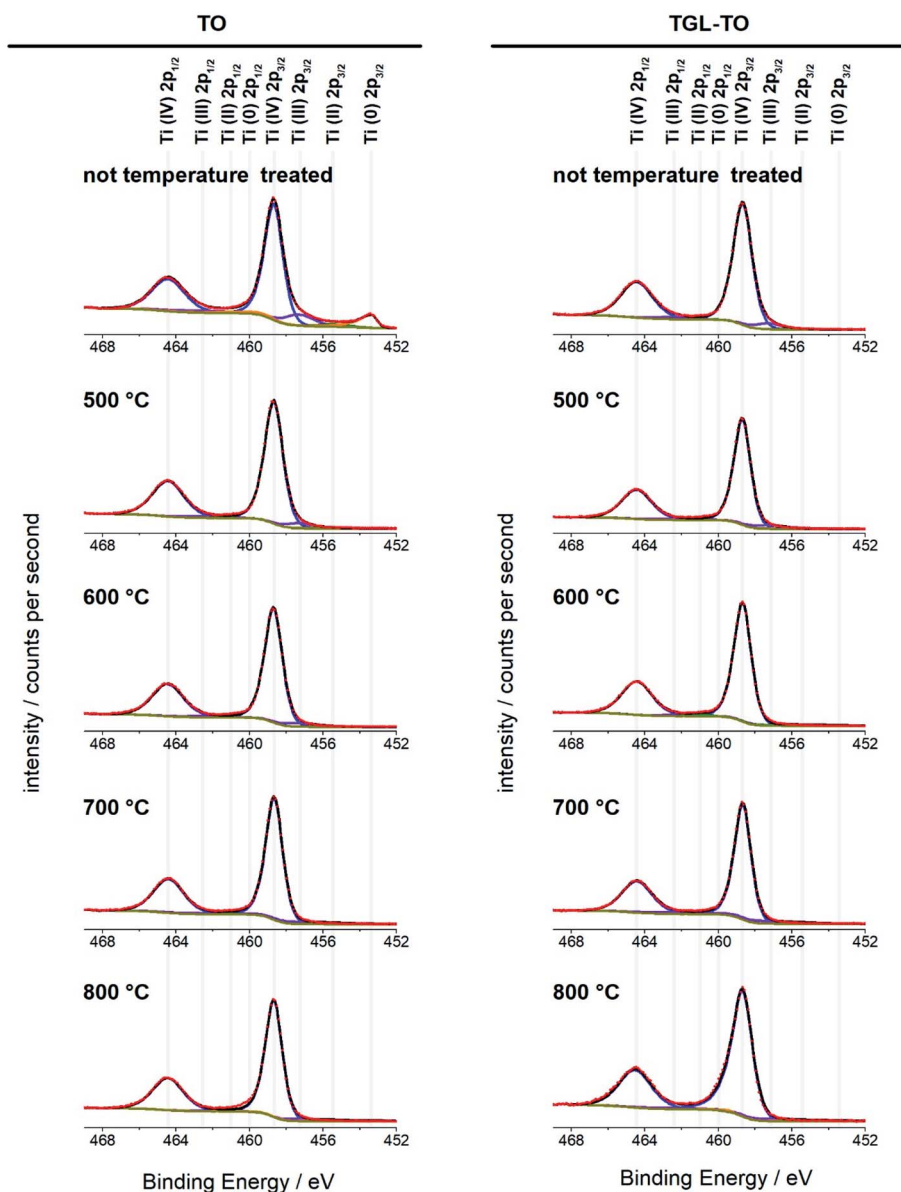 TO
Ti (IV) 2p1/2
Ti (III) 2p1/2
Ti (II) 2p1/2
Ti (0) 2p1/2
Ti (IV) 2p3/2
Ti (III) 2p3/2
Ti (II) 2p3/2
Ti (0) 2p3/2
not temperature treated
468 464 460 456 452
500 °C
468 464 460 456 452
600 °C
468 464 460 456 452
700 °C
468 464 460 456 452
800 °C
468 464 460 456 452
intensity / counts per second
Binding Energy / eV
TGL-TO
Ti (IV) 2p1/2
Ti (III) 2p1/2
Ti (II) 2p1/2
Ti (0) 2p1/2
Ti (IV) 2p3/2
Ti (III) 2p3/2
Ti (II) 2p3/2
Ti (0) 2p3/2
not temperature treated
468 464 460 456 452
500 °C
468 464 460 456 452
600 °C
468 464 460 456 452
700 °C
468 464 460 456 452
800 °C
468 464 460 456 452
intensity / counts per second
Binding Energy / eV